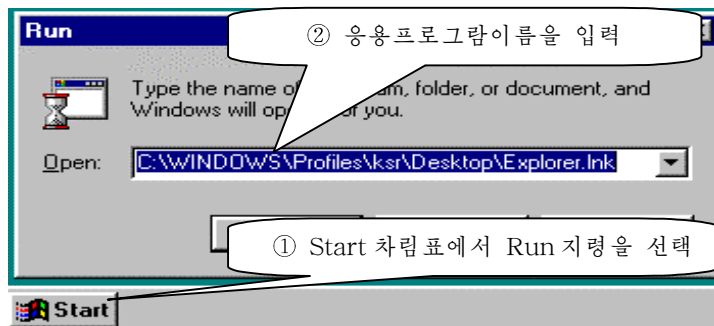 Run
② 응용프로그람이름을 입력
Type the name of am, folder, or document, and
Windows will op for you.
Open:
C:\WINDOWS\Profiles\ksr\Desktop\Explorer.lnk
① Start 차림표에서 Run 지령을 선택
Start